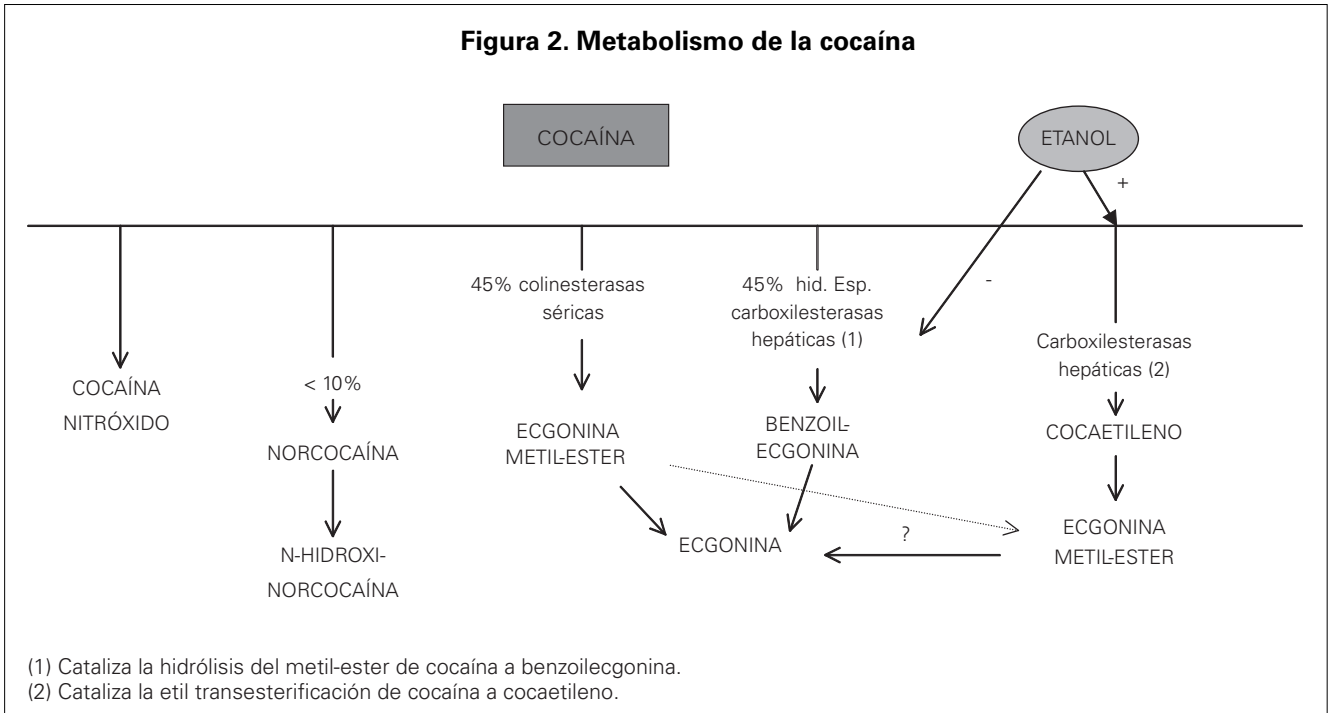 Figura 2. Metabolismo de la cocaína
COCAÍNA
ETANOL
+
-
COCAÍNA
NITRÓXIDO
< 10%
NORCOCAÍNA
N-HIDROXI-
NORCOCAÍNA
45% colinesterasas
séricas
ECGONINA
METIL-ESTER
45% hid. Esp.
carboxilesterasas
hepáticas (1)
BENZOIL-
ECGONINA
ECGONINA
?
Carboxilesterasas
hepáticas (2)
COCAETILENO
ECGONINA
METIL-ESTER
(1) Cataliza la hidrólisis del metil-ester de cocaína a benzoilecgonina.
(2) Cataliza la etil transesterificación de cocaína a cocaetileno.